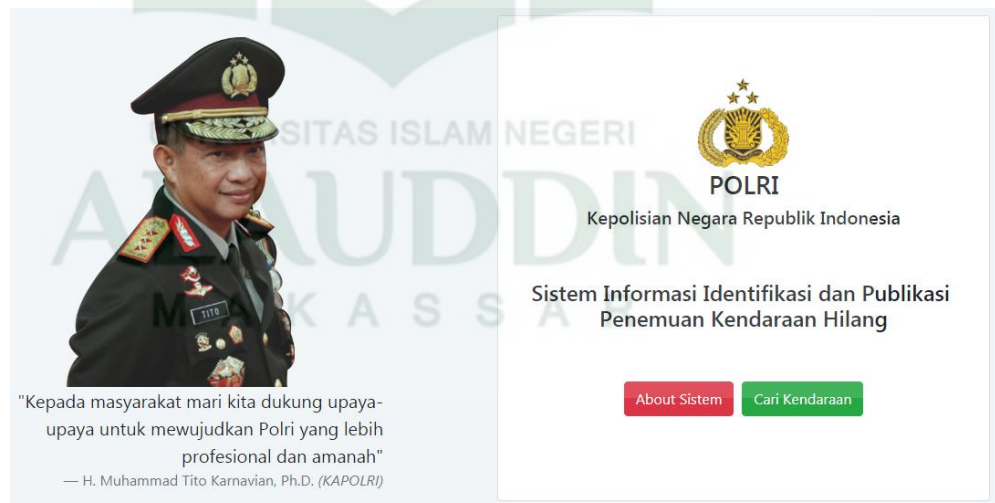 UNIVERSITAS ISLAM NEGERI
ALAUDDIN
MAKASSAR
TITO
"Kepada masyarakat mari kita dukung upaya-
upaya untuk mewujudkan Polri yang lebih
profesional dan amanah"
— H. Muhammad Tito Karnavian, Ph.D. (KAPOLRI)
POLRI
Kepolisian Negara Republik Indonesia
Sistem Informasi Identifikasi dan Publikasi
Penemuan Kendaraan Hilang
About Sistem
Cari Kendaraan